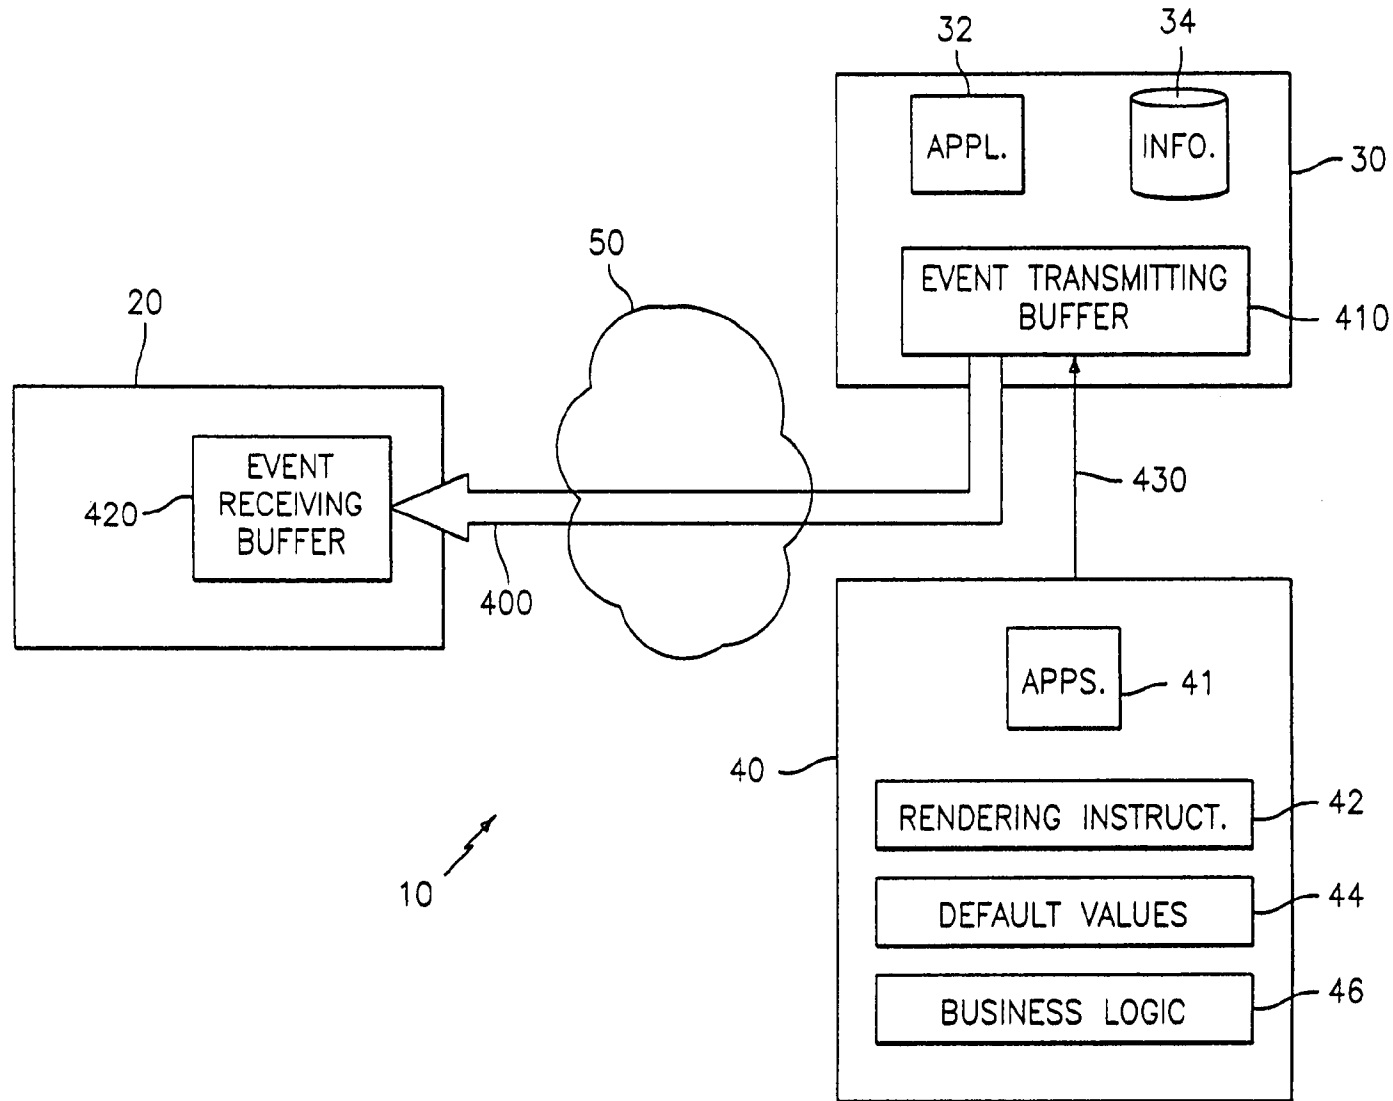 32
34
APPL.
INFO.
30
50
EVENT TRANSMITTING
BUFFER
410
20
EVENT
RECEIVING
BUFFER
420
430
400
APPS.
41
40
RENDERING INSTRUCT.
42
10
DEFAULT VALUES
44
BUSINESS LOGIC
46